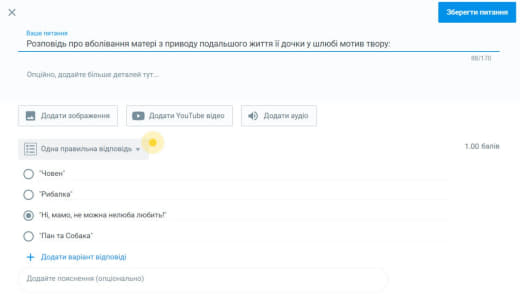 Зберегти питання
Ваше питання
Розповідь про вболівання матері з приводу подальшого життя її дочки у шлюбі мотив твору:
88/170
Опційно, додайте більше деталей тут...
Додати зображення
Додати YouTube відео
Додати аудіо
Одна правильна відповідь
1.00 балів
"Човен"
"Рибалка"
"Ні, мамо, не можна нелюба любить!"
"Пан та Собака"
+ Додати варіант відповіді
Додайте пояснення (опціонально)